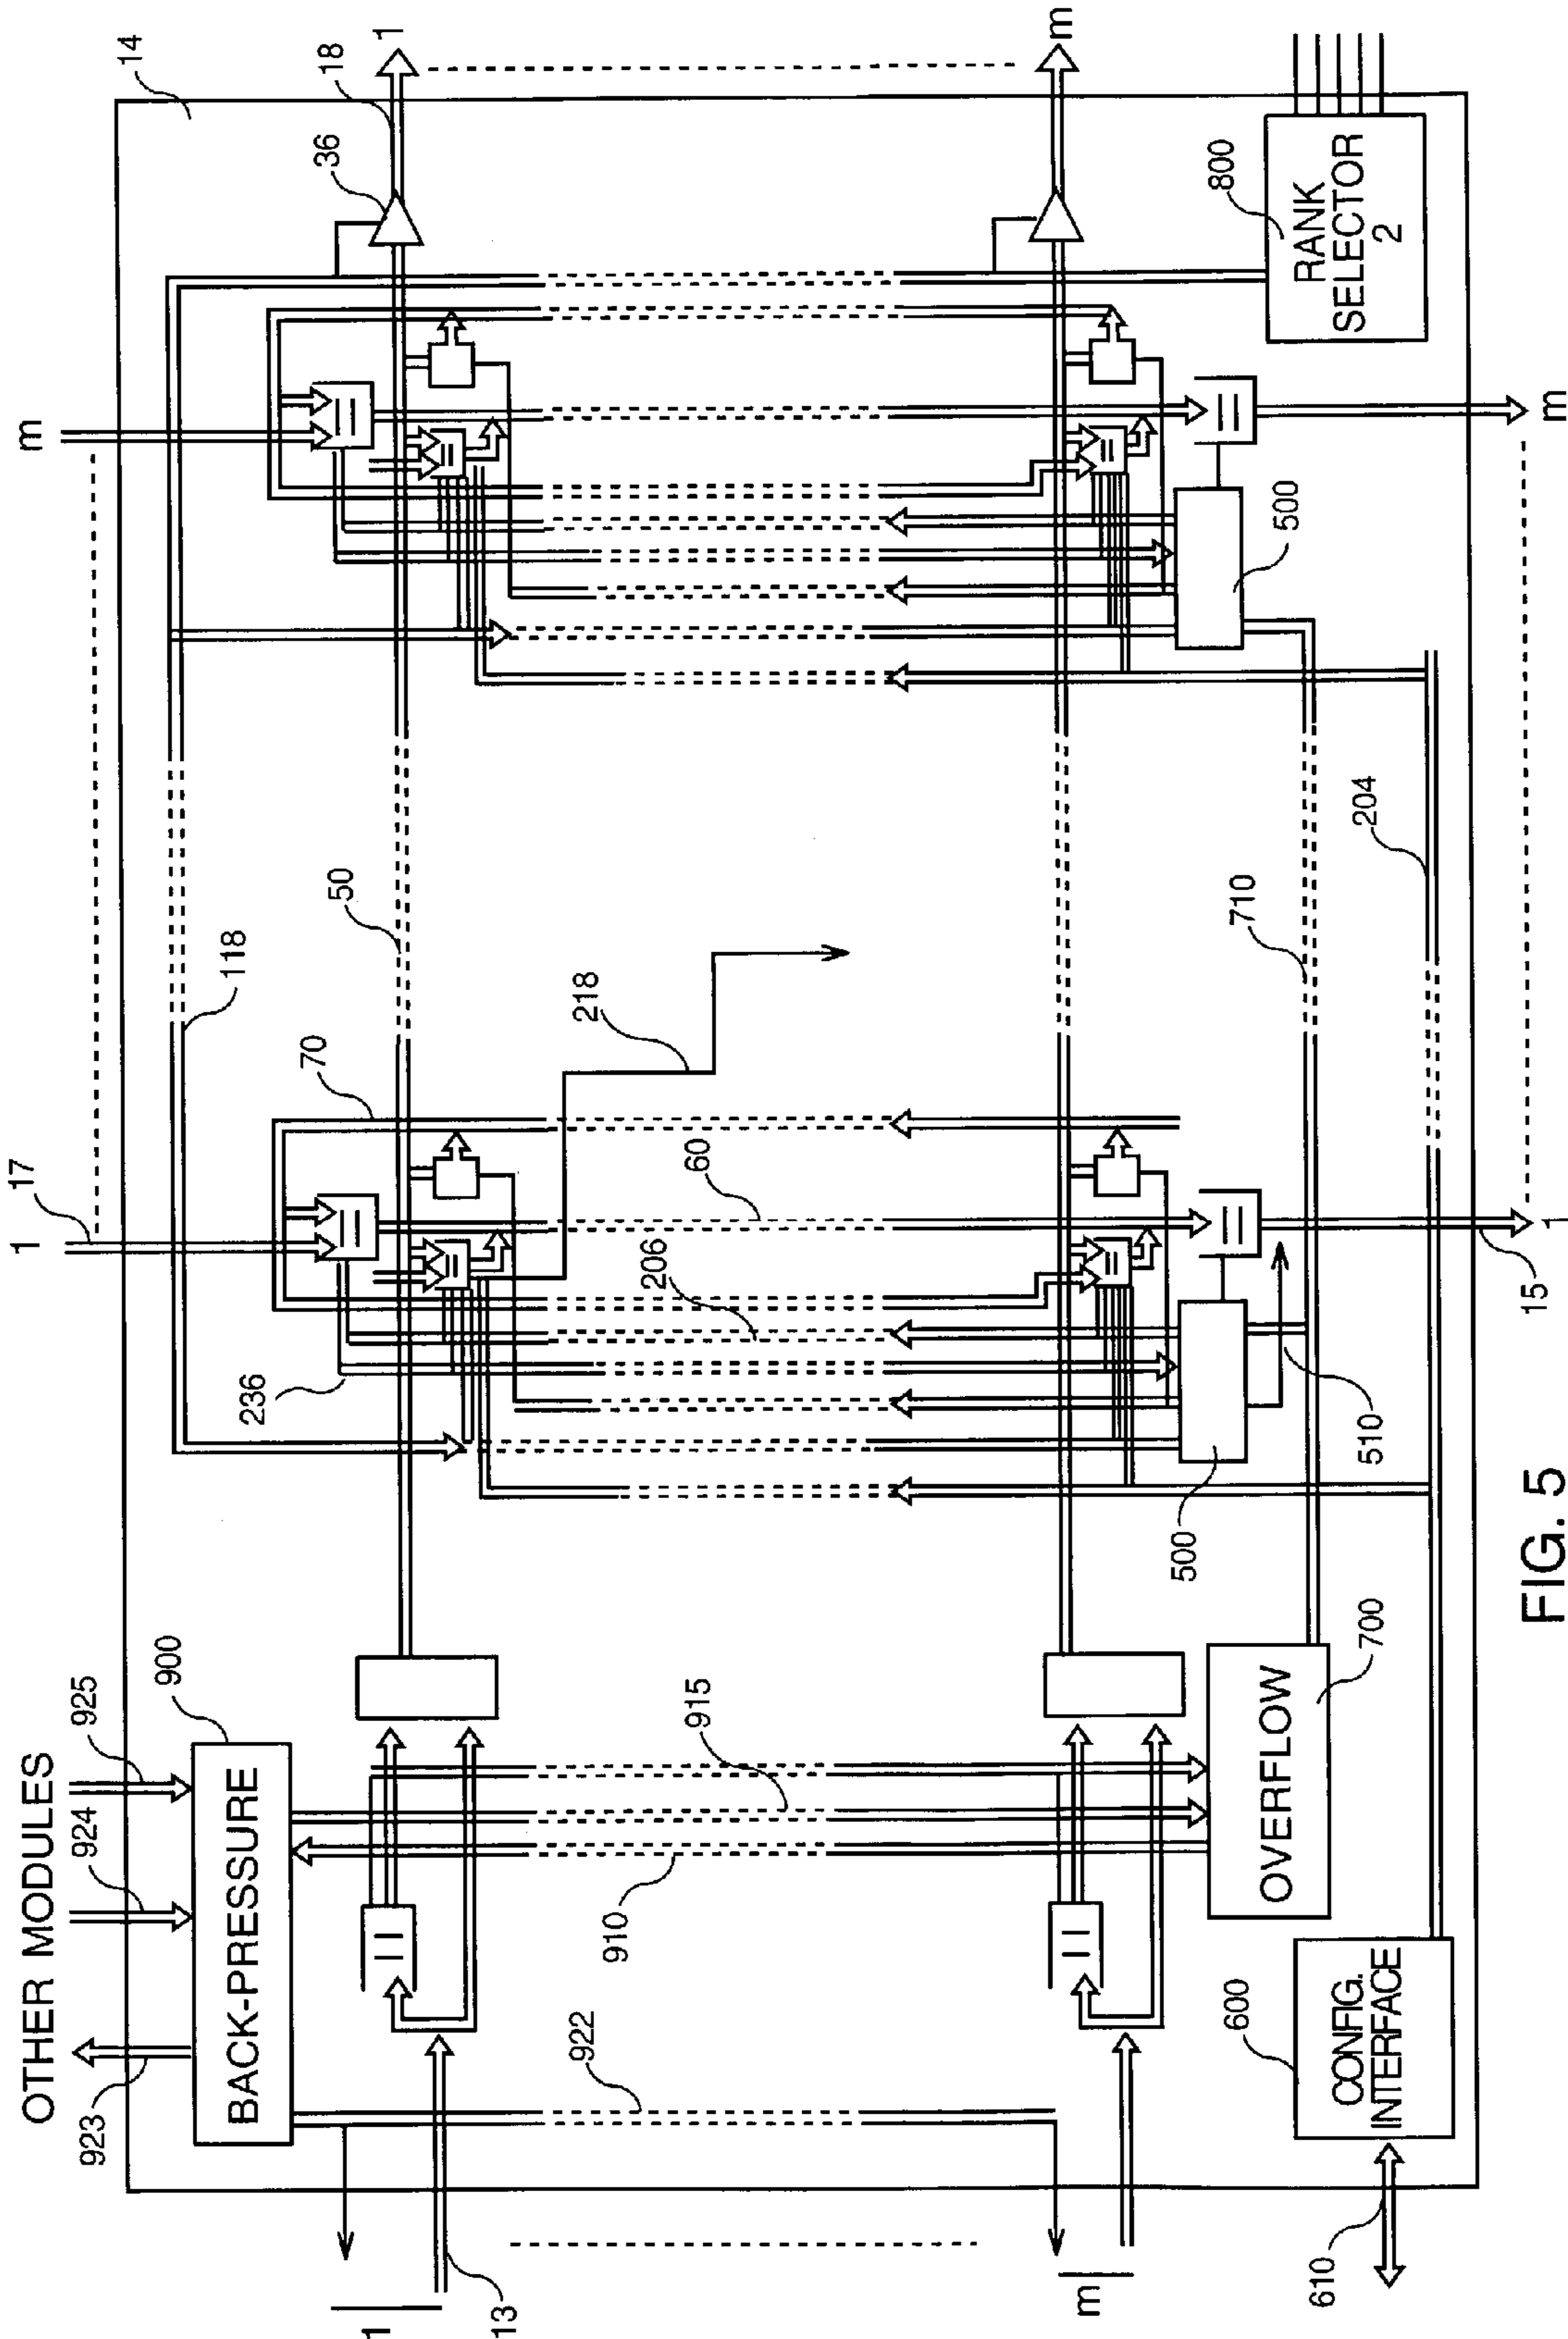 OTHER MODULES
923
924
925
900
BACK-PRESSURE
17
1
m
14
118
70
36
18
1
1
13
236
50
922
910
915
206
60
218
m
m
610
600
CONFIG.
INTERFACE
OVERFLOW
700
500
510
710
204
500
800
RANK
SELECTOR
2
15
1
m
FIG. 5